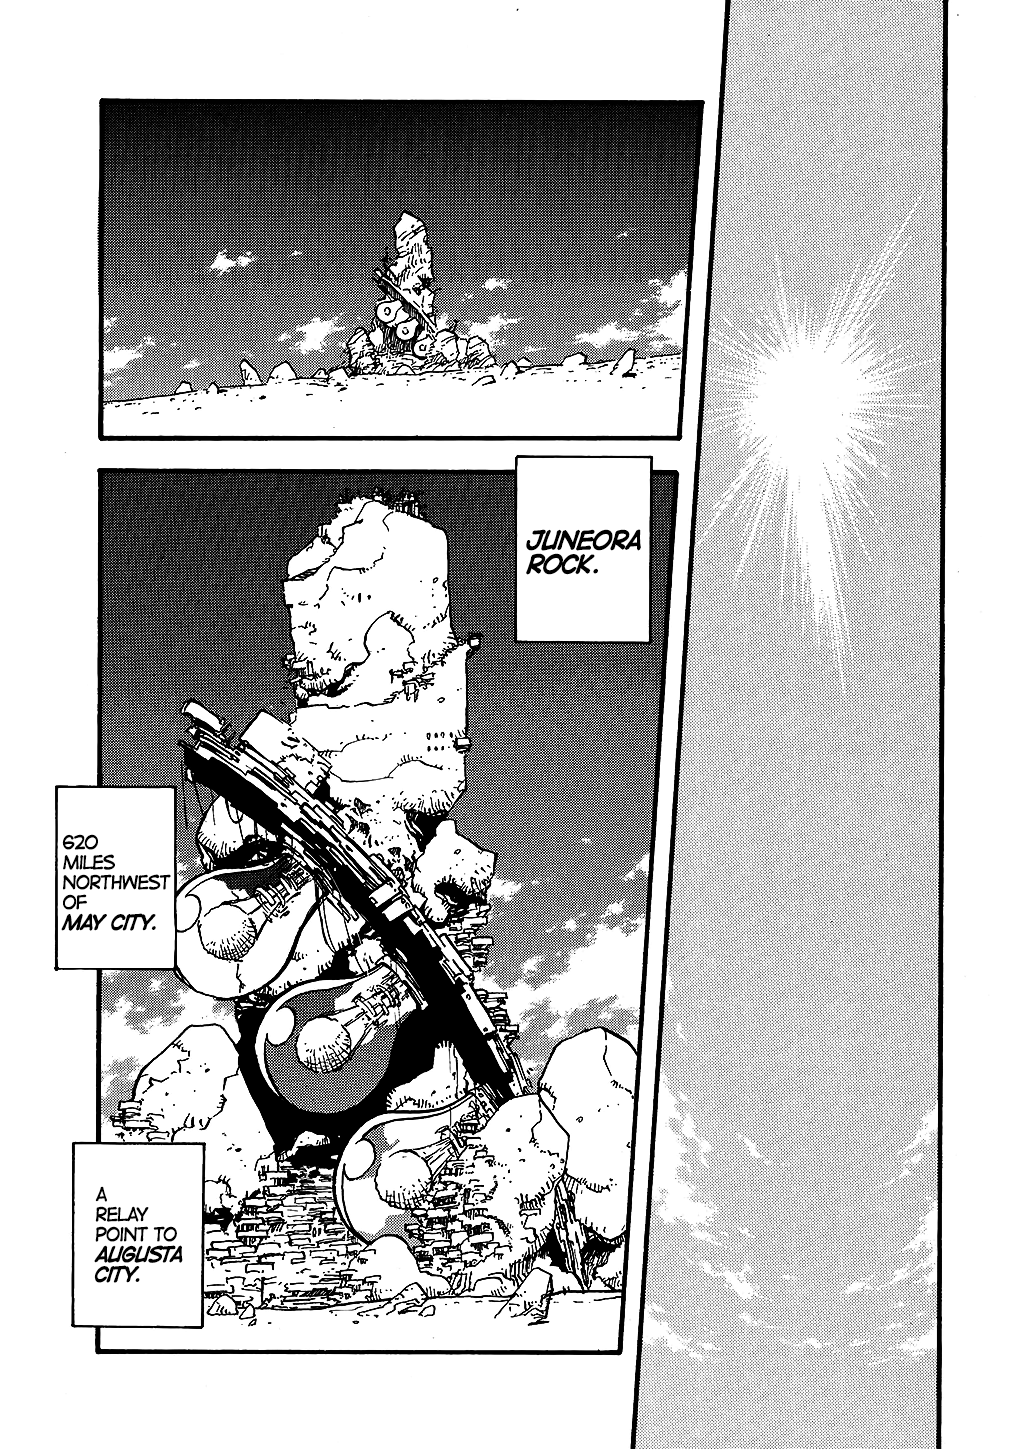 JUNEORA
ROCK.
620
MILES
NORTHWEST
OF
MAY CITY.
A
RELAY
POINT TO
AUGUSTA
CITY.